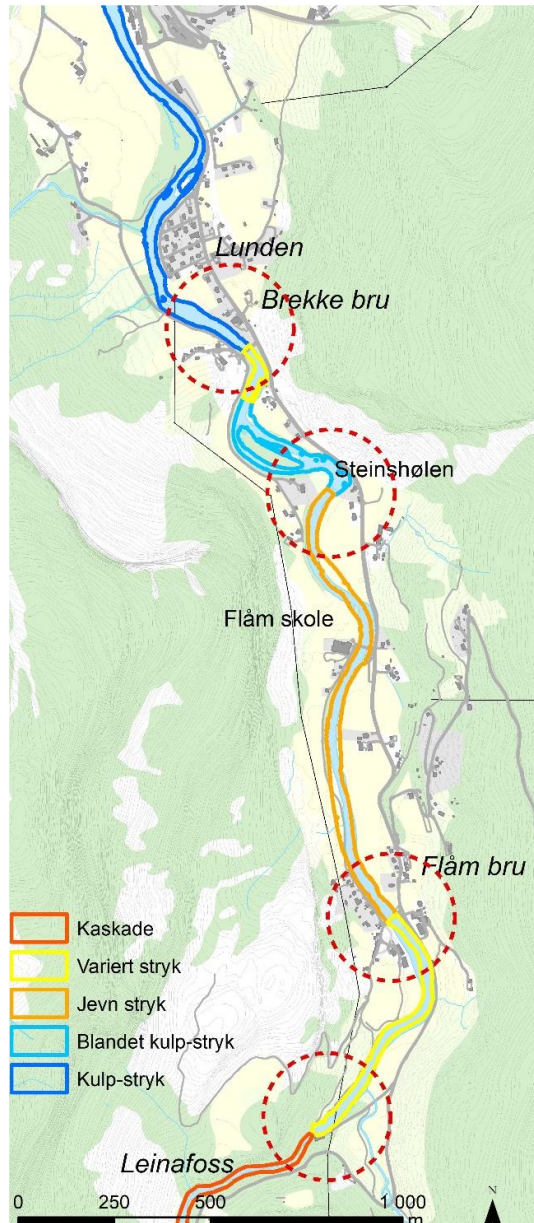 Lunden
Brekke bru
Steinshølen
Flåm skole
Flåm bru
Kaskade
Variert stryk
Jevn stryk
Blandet kulp-stryk
Kulp-stryk
Leinafoss
0 250 500 1 000
m
N